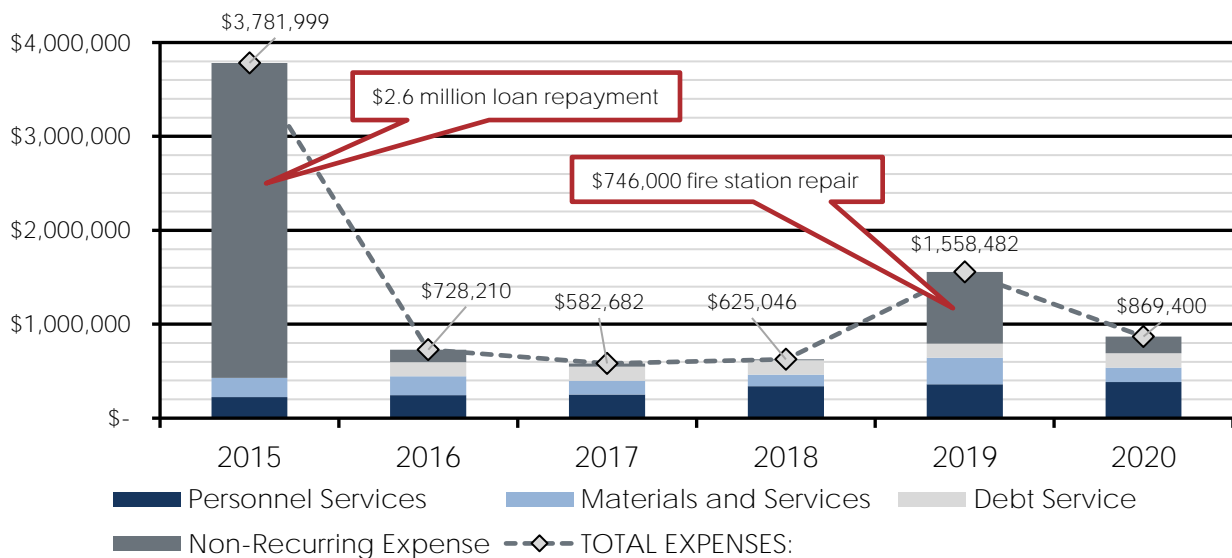 $3,781,999
$4,000,000
$2.6 million loan repayment
$3,000,000
$746,000 fire station repair
$2,000,000
$1,558,482
$728,210
$582,682
$625,046
$869,400
$1,000,000
$-
2015 2016 2017 2018 2019 2020
Personnel Services Materials and Services Debt Service
Non-Recurring Expense TOTAL EXPENSES: